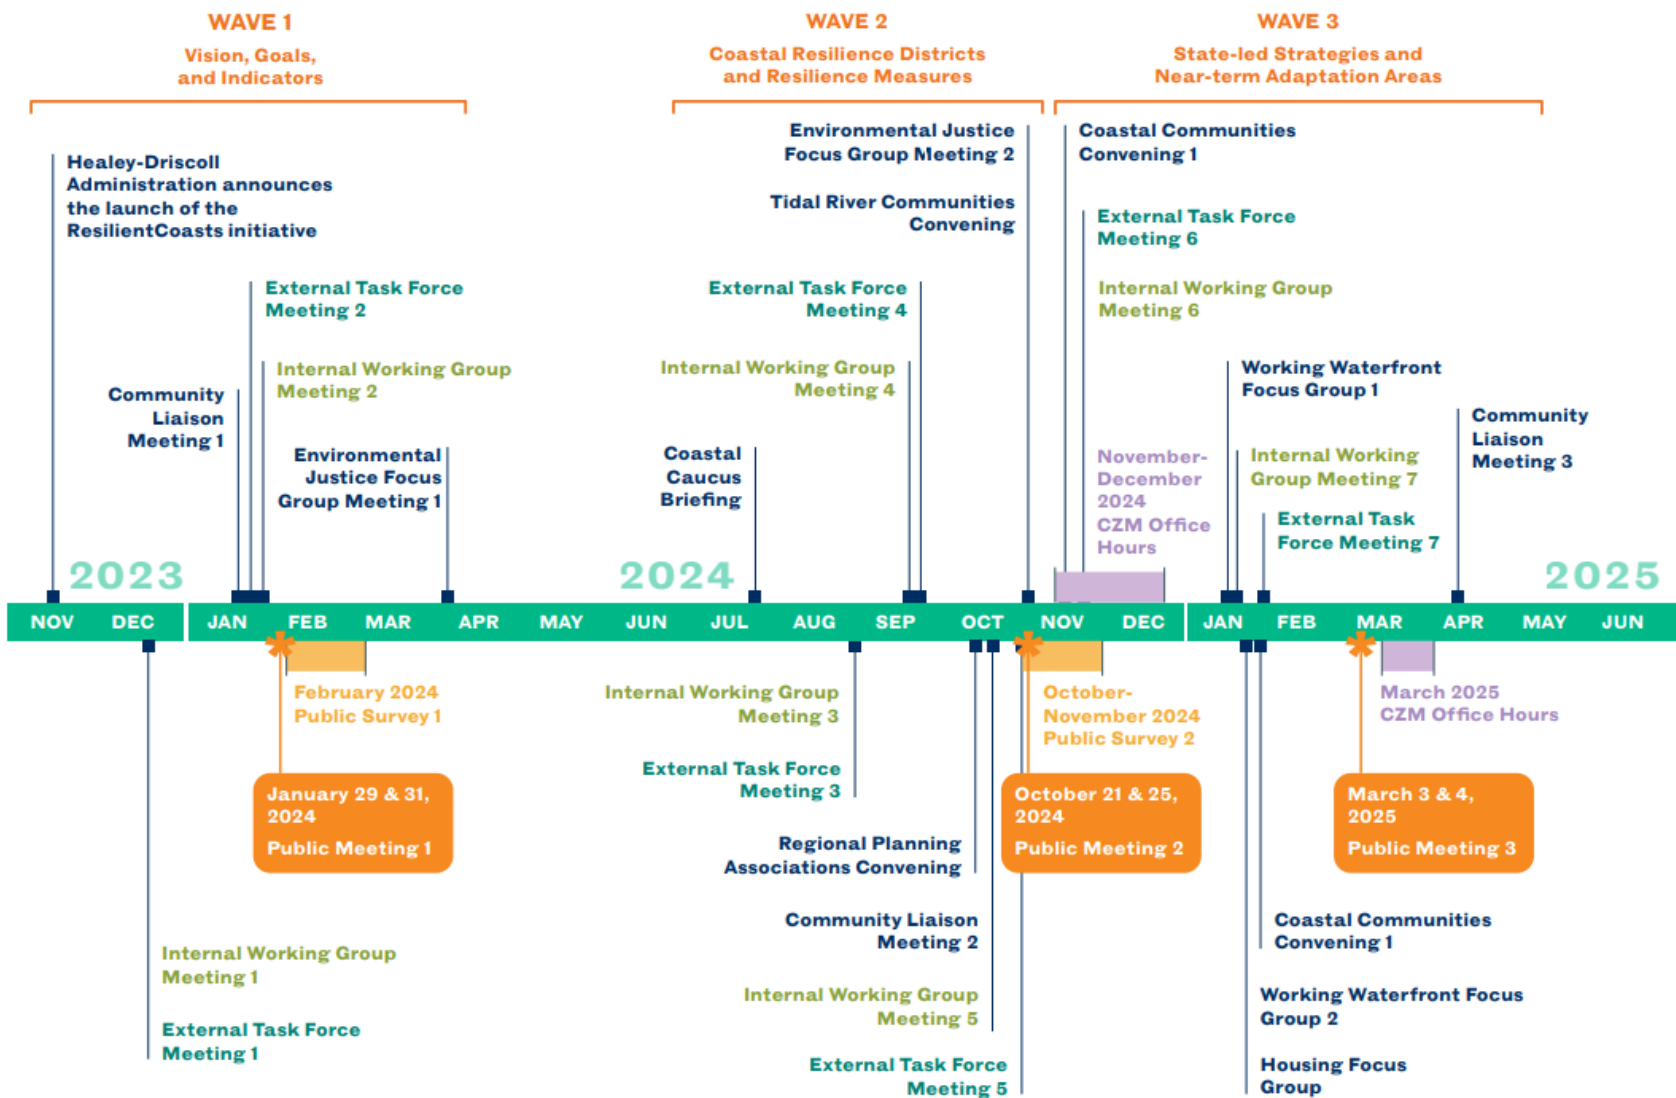 WAVE 1
Vision, Goals,
and Indicators
WAVE 2
Coastal Resilience Districts
and Resilience Measures
WAVE 3
State-led Strategies and
Near-term Adaptation Areas
Healey-Driscoll
Administration announces
the launch of the
ResilientCoasts initiative
External Task Force
Meeting 2
Internal Working Group
Meeting 2
Community
Liaison
Meeting 1
Environmental
Justice Focus
Group Meeting 1
Environmental Justice
Focus Group Meeting 2
Tidal River Communities
Convening
External Task Force
Meeting 4
Internal Working Group
Meeting 4
Coastal
Caucus
Briefing
Coastal Communities
Convening 1
External Task Force
Meeting 6
Internal Working Group
Meeting 6
Working Waterfront
Focus Group 1
Community
Liaison
Meeting 3
November-
December
2024
CZM Office
Hours
Internal Working
Group Meeting 7
External Task
Force Meeting 7
2023
2024
2025
NOV DEC JAN FEB MAR APR MAY JUN JUL AUG SEP OCT NOV DEC JAN FEB MAR APR MAY JUN
February 2024
Public Survey 1
January 29 & 31,
2024
Public Meeting 1
Internal Working Group
Meeting 1
External Task Force
Meeting 1
Internal Working Group
Meeting 3
External Task Force
Meeting 3
Regional Planning
Associations Convening
Community Liaison
Meeting 2
Internal Working Group
Meeting 5
External Task Force
Meeting 5
October-
November 2024
Public Survey 2
October 21 & 25,
2024
Public Meeting 2
March 2025
CZM Office Hours
March 3 & 4,
2025
Public Meeting 3
Coastal Communities
Convening 1
Working Waterfront Focus
Group 2
Housing Focus
Group